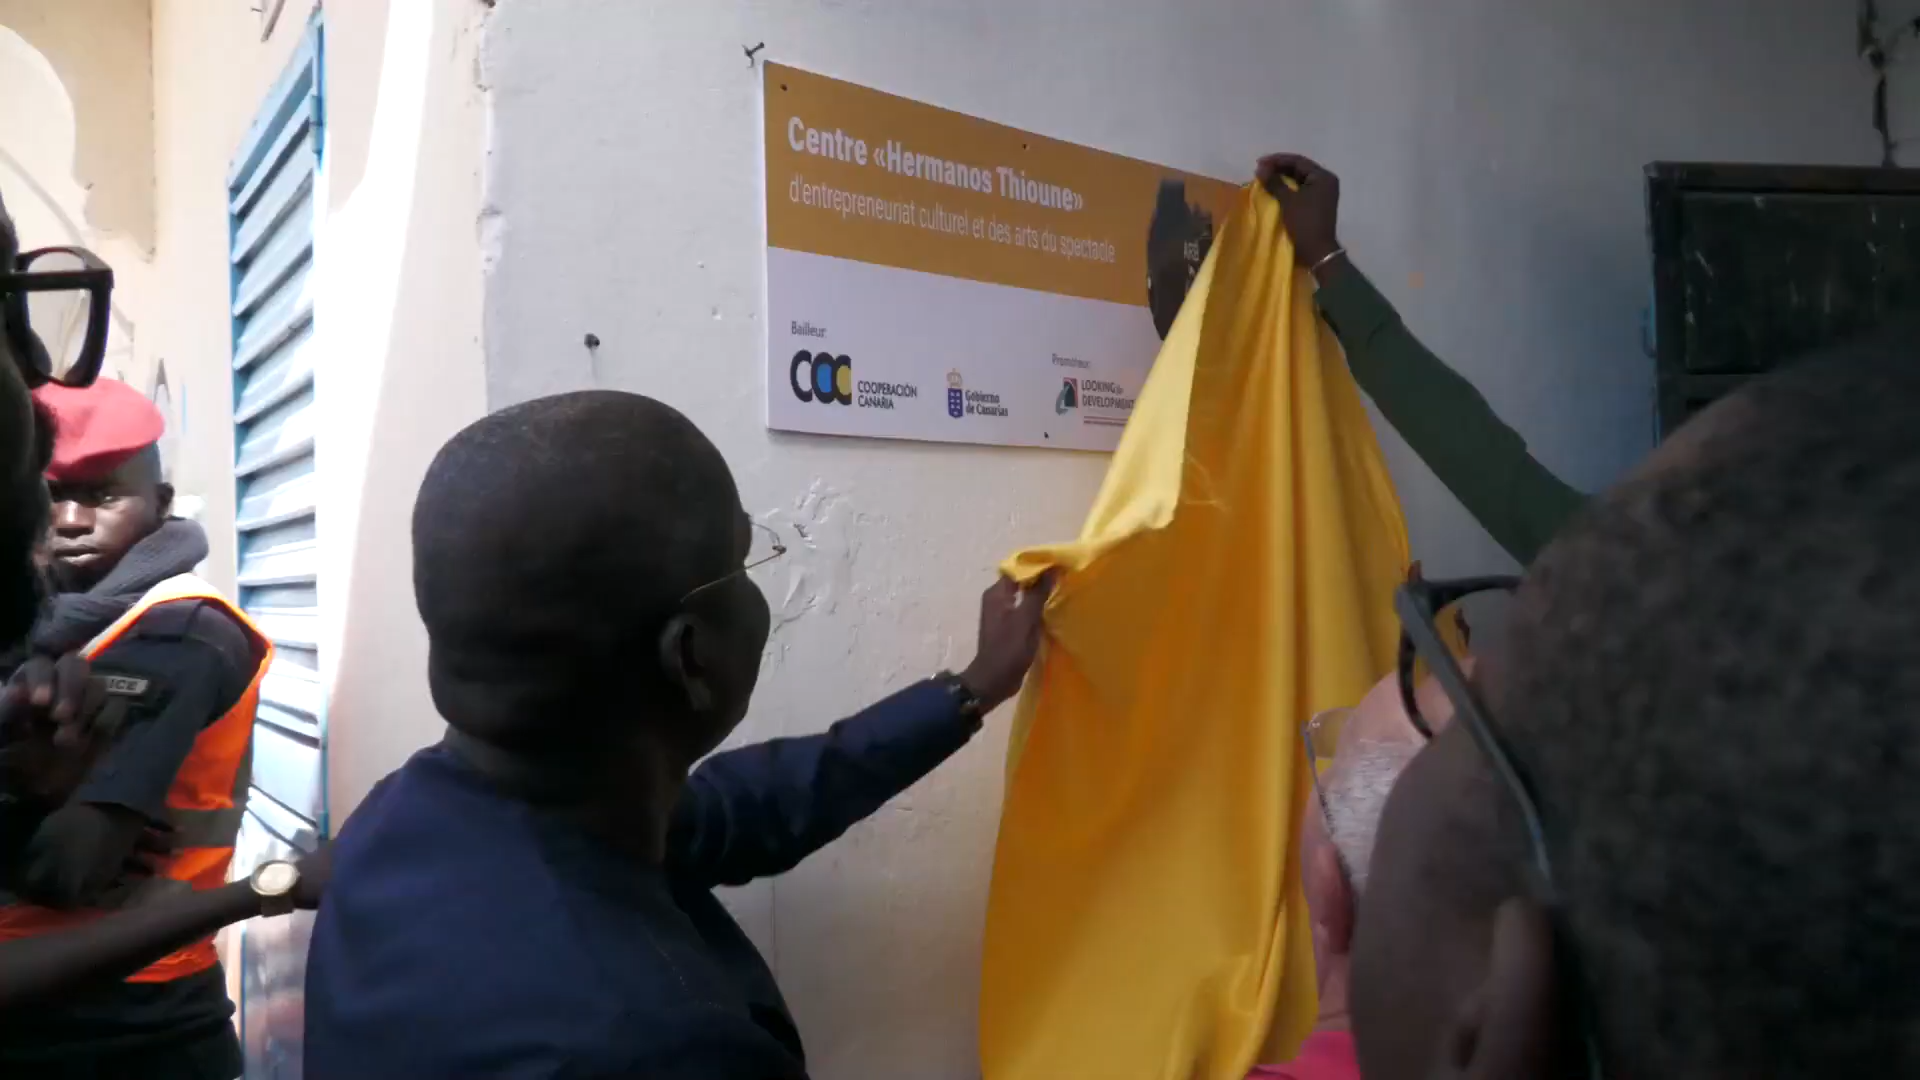 Centre «Hermanos Thioune»
d'entrepreneuriat culturel et des arts du spectacle
Bailleur:
COOPERACIÓN
CANARIA
Gobierno
de Canarias
Promoteur:
LOOKING for
DEVELOPMENT
ICE